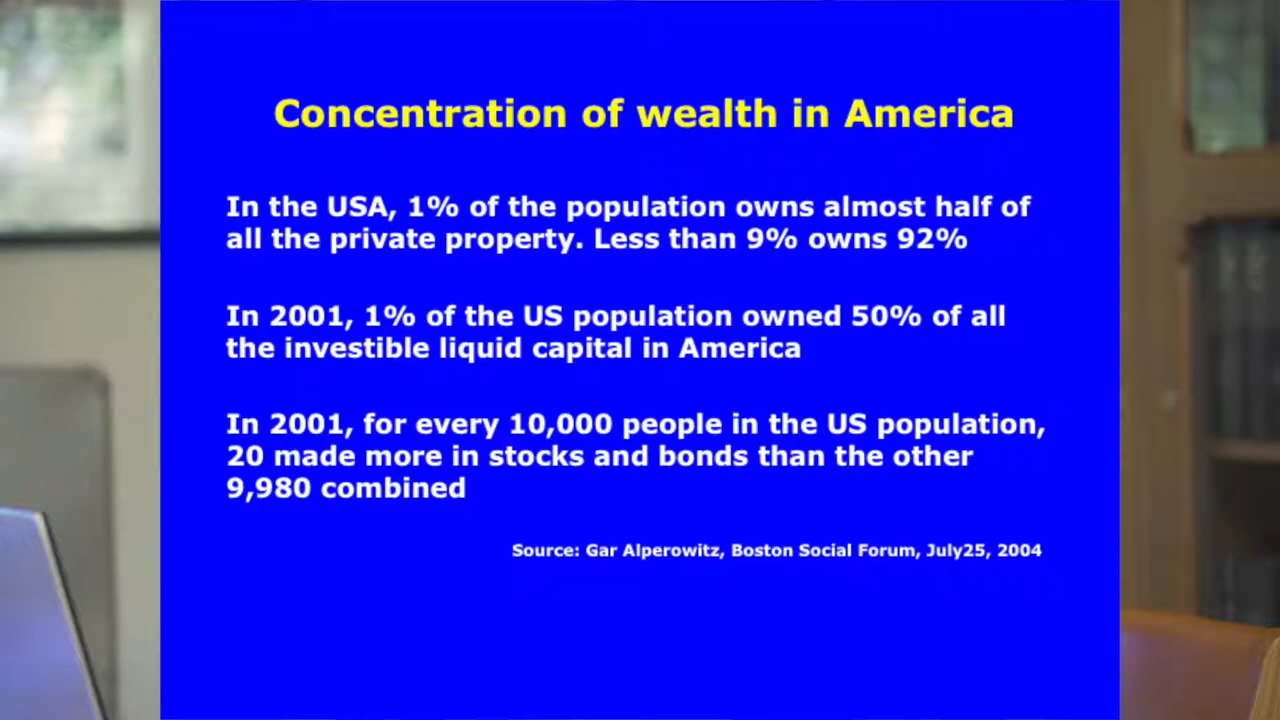 Concentration of wealth in America
In the USA, 1% of the population owns almost half of
all the private property. Less than 9% owns 92%
In 2001, 1% of the US population owned 50% of all
the investible liquid capital in America
In 2001, for every 10,000 people in the US population,
20 made more in stocks and bonds than the other
9,980 combined
Source: Gar Alperowitz, Boston Social Forum, July25, 2004